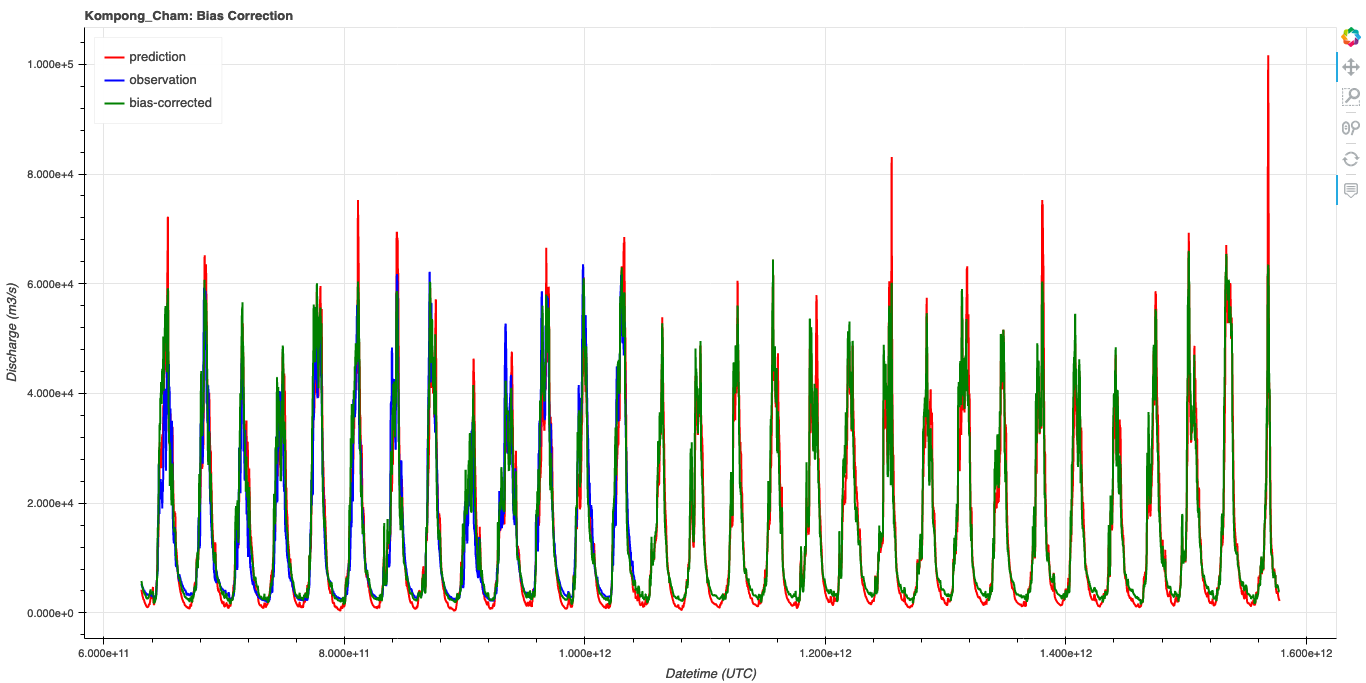 Kompong_Cham: Bias Correction
prediction
observation
bias-corrected
1.000e+5
8.000e+4
6.000e+4
4.000e+4
2.000e+4
0.000e+0
Discharge (m3/s)
6.000e+11 8.000e+11 1.000e+12 1.200e+12 1.400e+12 1.600e+12
Datetime (UTC)